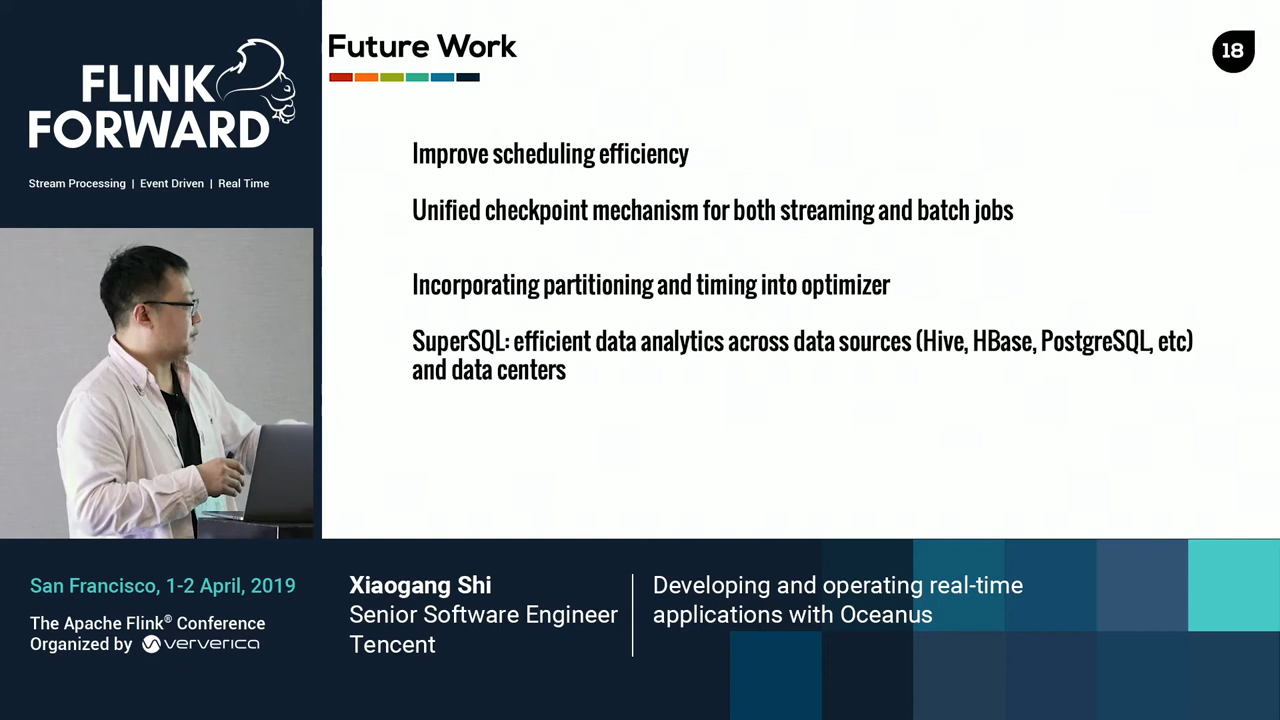 FLINK
FORWARD
Stream Processing | Event Driven | Real Time
Future Work
18
Improve scheduling efficiency
Unified checkpoint mechanism for both streaming and batch jobs
Incorporating partitioning and timing into optimizer
SuperSQL: efficient data analytics across data sources (Hive, HBase, PostgreSQL, etc)
and data centers
San Francisco, 1-2 April, 2019
The Apache Flink® Conference
Organized by ververica
Xiaogang Shi
Senior Software Engineer
Tencent
Developing and operating real-time
applications with Oceanus